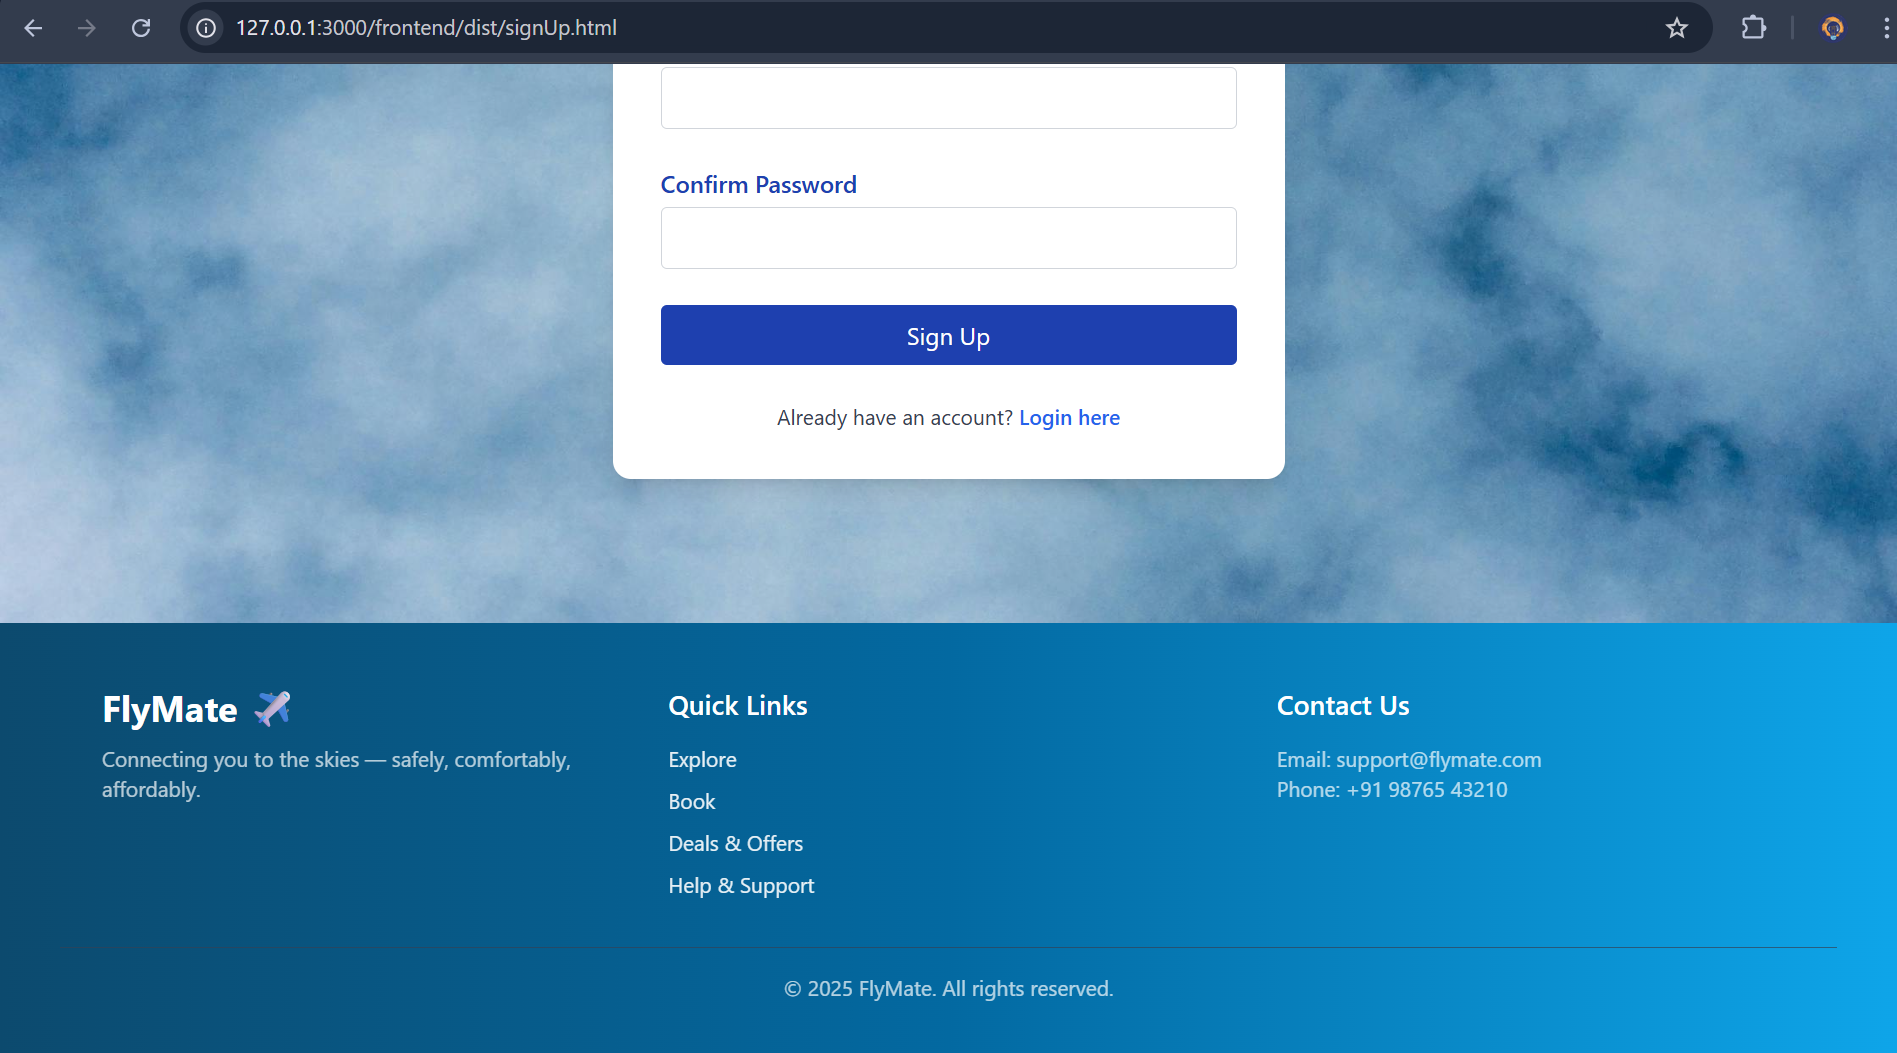 127.0.0.1:3000/frontend/dist/signUp.html
Confirm Password
Sign Up
Already have an account? Login here
FlyMate ✈️
Connecting you to the skies — safely, comfortably,
affordably.
Quick Links
Explore
Book
Deals & Offers
Help & Support
Contact Us
Email: support@flymate.com
Phone: +91 98765 43210
© 2025 FlyMate. All rights reserved.